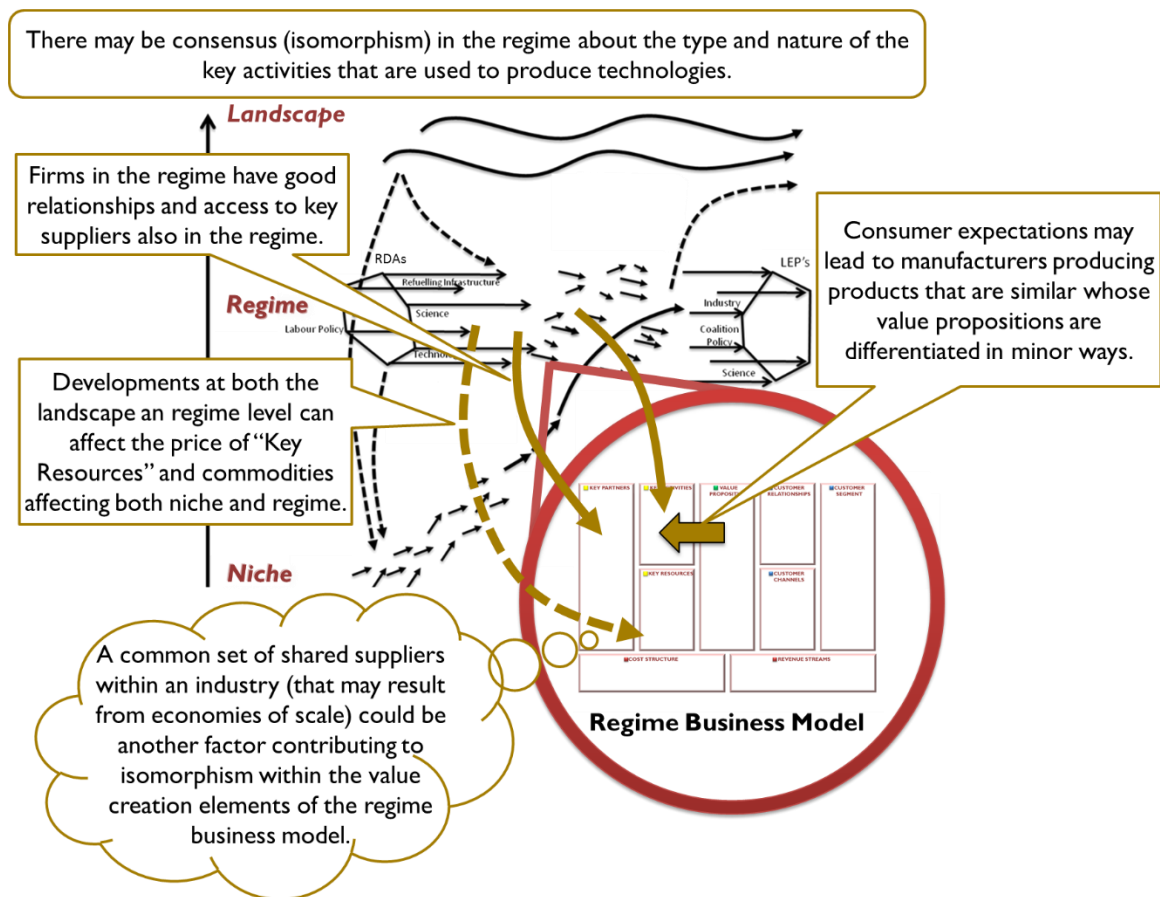 There may be consensus (isomorphism) in the regime about the type and nature of the
key activities that are used to produce technologies.
Landscape
Firms in the regime have good
relationships and access to key
suppliers also in the regime.
Consumer expectations may
lead to manufacturers producing
products that are similar whose
value propositions are
differentiated in minor ways.
RDAs
LEP's
Refuelling Infrastructure
Regime
Science
Industry
Labour Policy
Coalition
Policy
Science
Developments at both the
landscape an regime level can
affect the price of "Key
Resources" and commodities
affecting both niche and regime.
KEY PARTNERS
VALUE
CUSTOMER
RELATIONSHIPS
CUSTOMER
SEGMENT
KEY RESOURCES
CUSTOMER
CHANNELS
Niche
COST STRUCTURE
REVENUE STREAMS
Regime Business Model
A common set of shared suppliers
within an industry (that may result
from economies of scale) could be
another factor contributing to
isomorphism within the value
creation elements of the regime
business model.